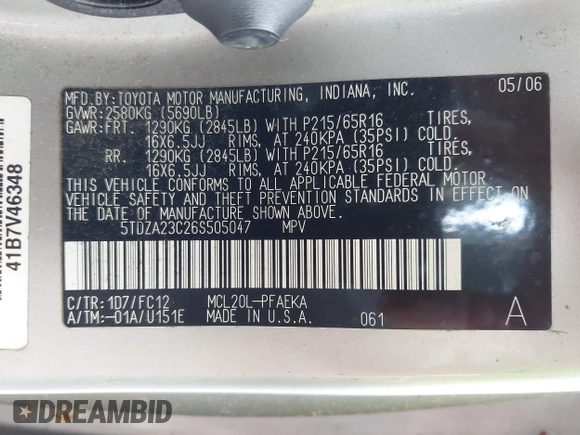 MFD.BY:TOYOTA MOTOR MANUFACTURING, INDIANA, INC. 05/06
GVWR:2580KG (5690LB)
GAWR:FRT. 1290KG (2845LB) WITH P215/65R16 TIRES,
16X6.5JJ RIMS, AT 240KPA (35PSI) COLD.
RR. 1290KG (2845LB) WITH P215/65R16 TIRES,
16X6.5JJ RIMS, AT 240KPA (35PSI) COLD.
THIS VEHICLE CONFORMS TO ALL APPLICABLE FEDERAL MOTOR
VEHICLE SAFETY AND THEFT PREVENTION STANDARDS IN EFFECT ON
THE DATE OF MANUFACTURE SHOWN ABOVE.
5TDZA23C26S505047 MPV
C/TR:1D7/FC12 MCL20L-PFAEKA
A/TM:-01A/U151E MADE IN U.S.A. 061 A
41B7V46348
DREAMBID